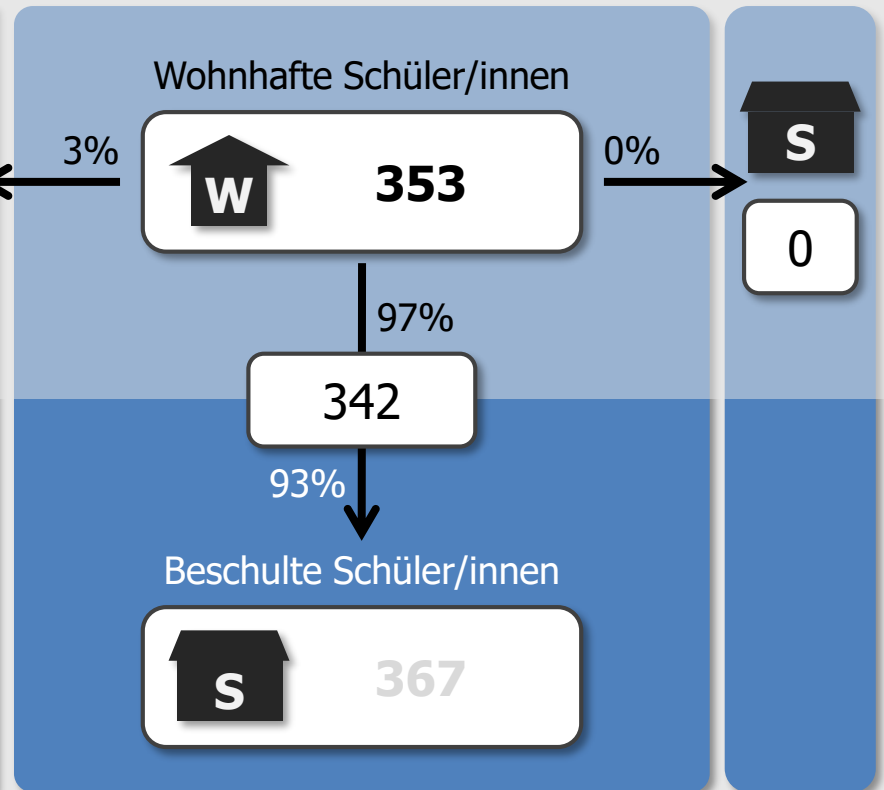 Wohnhafte Schüler/innen
3%
W
353
0%
S
0
97%
342
93%
Beschulte Schüler/innen
S
367